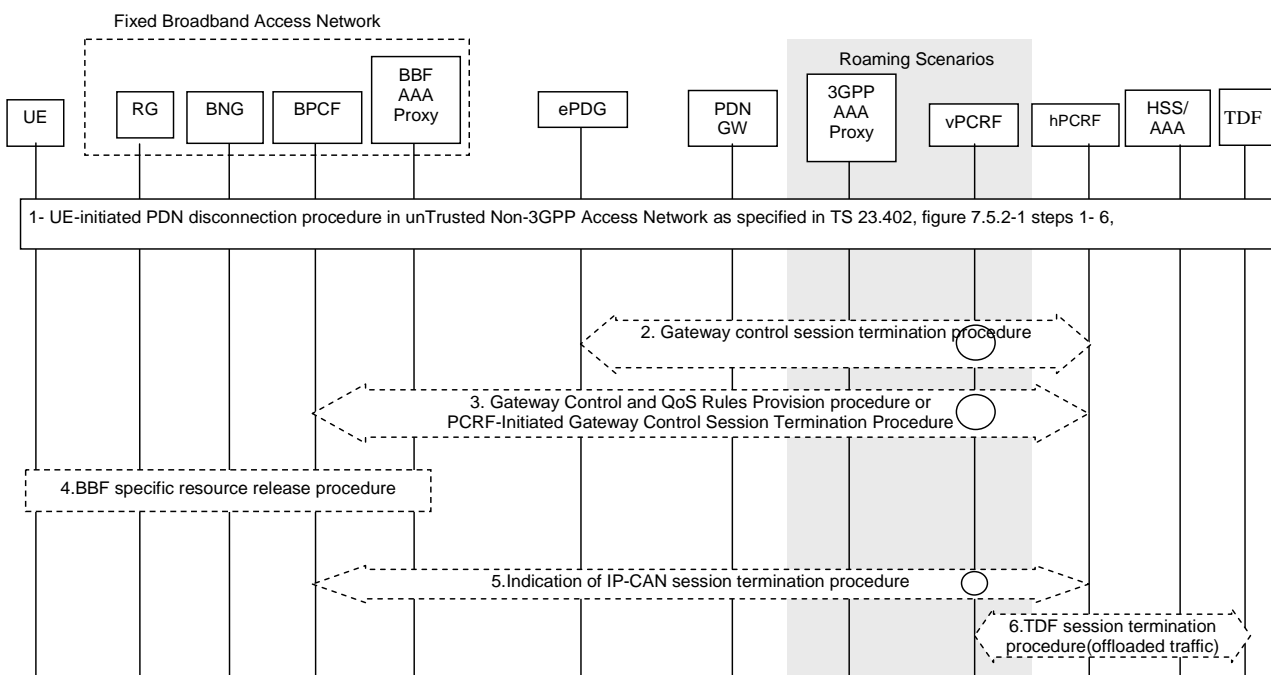 Fixed Broadband Access Network
Roaming Scenarios
UE
RG
BNG
BPCF
BBF
AAA
Proxy
ePDG
PDN
GW
3GPP
AAA
Proxy
vPCRF
hPCRF
HSS/
AAA
TDF
1- UE-initiated PDN disconnection procedure in unTrusted Non-3GPP Access Network as specified in TS 23.402, figure 7.5.2-1 steps 1- 6,
2. Gateway control session termination procedure
3. Gateway Control and QoS Rules Provision procedure or
PCRF-Initiated Gateway Control Session Termination Procedure
4.BBF specific resource release procedure
5.Indication of IP-CAN session termination procedure
6.TDF session termination
procedure(offloaded traffic)